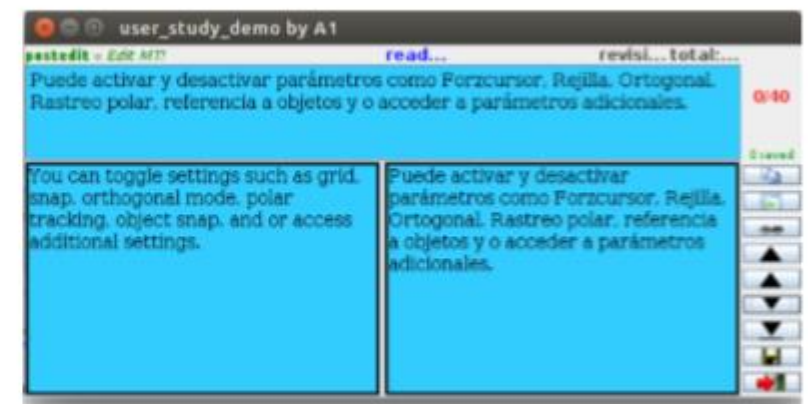 user_study_demo by A1
postedit - Edit MT!
read...
revisi... total:...
Puede activar y desactivar parámetros como Forzcursor, Rejilla, Ortogonal,
Rastreo polar, referencia a objetos y o acceder a parámetros adicionales.
0/40
0 saved
You can toggle settings such as grid,
snap, orthogonal mode, polar
tracking, object snap, and or access
additional settings.
Puede activar y desactivar
parámetros como Forzcursor, Rejilla,
Ortogonal, Rastreo polar, referencia
a objetos y o acceder a parámetros
adicionales.